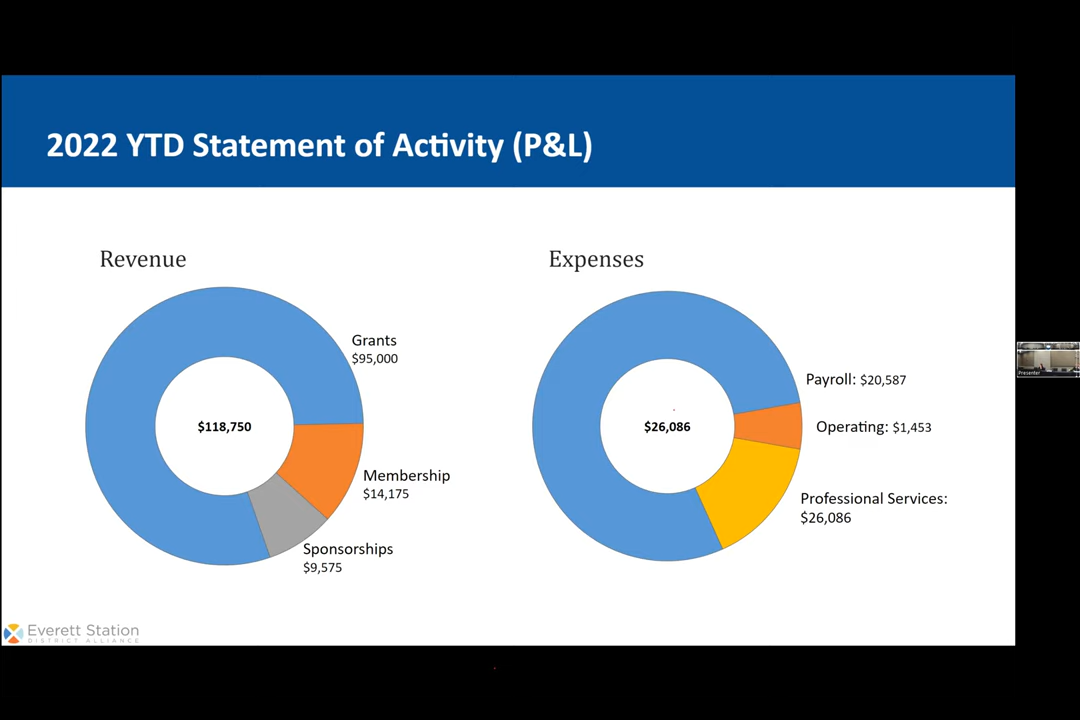 2022 YTD Statement of Activity (P&L)
Revenue
Grants
$95,000
$118,750
Membership
$14,175
Sponsorships
$9,575
Expenses
Payroll: $20,587
$26,086
Operating: $1,453
Professional Services:
$26,086
Everett Station
DISTRICT ALLIANCE
Presenter